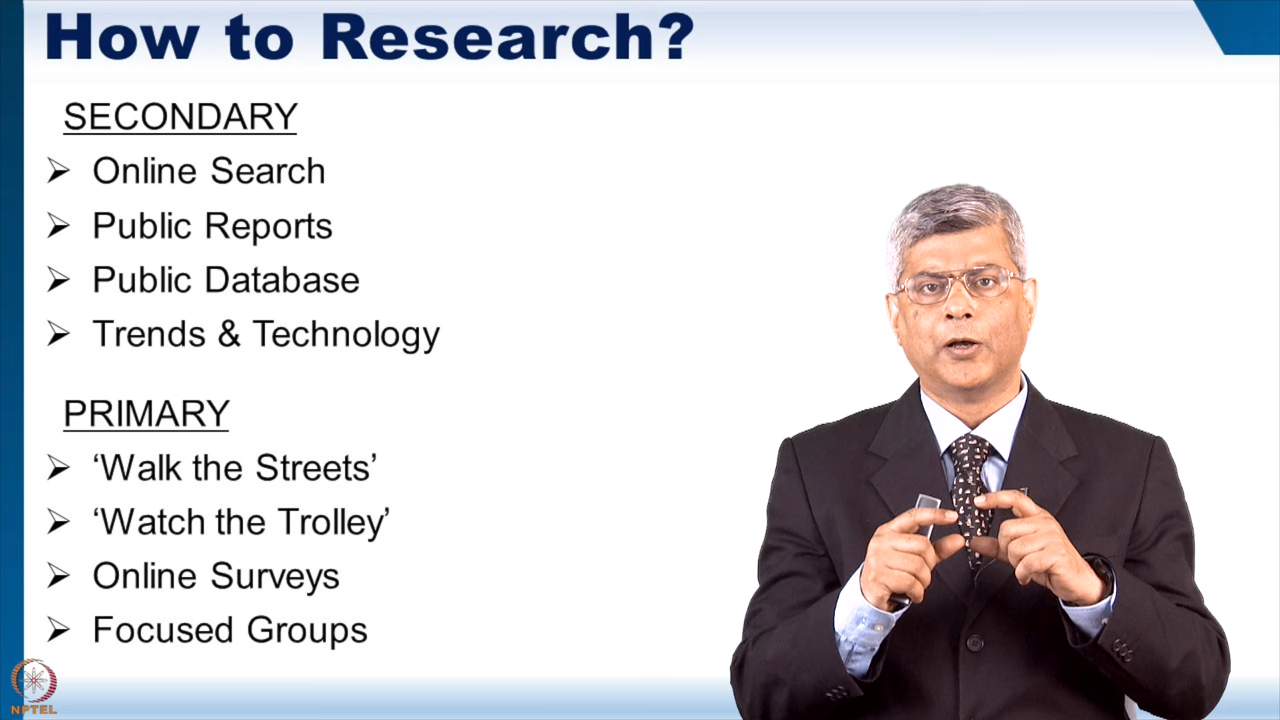 How to Research?
SECONDARY
➢ Online Search
➢ Public Reports
➢ Public Database
➢ Trends & Technology
PRIMARY
➢ ‘Walk the Streets’
➢ ‘Watch the Trolley’
➢ Online Surveys
➢ Focused Groups
NPTEL